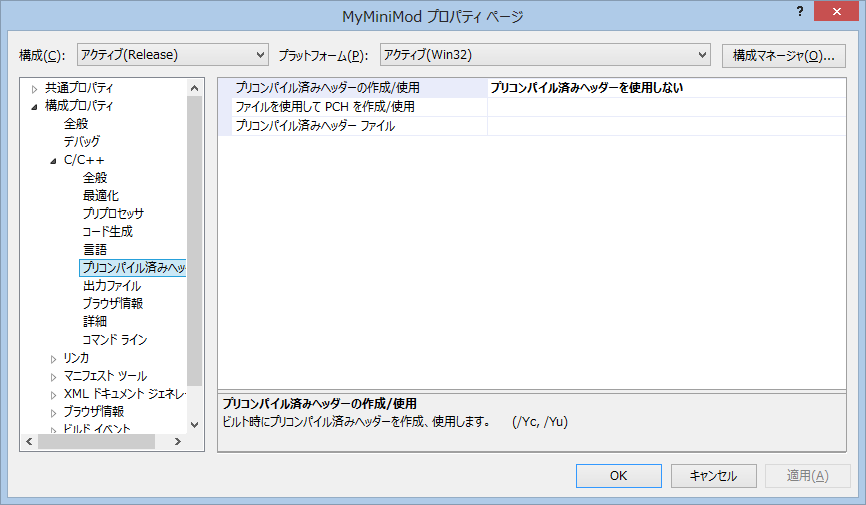 MyMiniMod プロパティ ページ
?
構成(C): アクティブ(Release) プラットフォーム(P): アクティブ(Win32) 構成マネージャ(O)...
共通プロパティ
構成プロパティ
全般
デバッグ
C/C++
全般
最適化
プリプロセッサ
コード生成
言語
プリコンパイル済みヘッ
出力ファイル
ブラウザ情報
詳細
コマンド ライン
リンカ
マニフェスト ツール
XML ドキュメント ジェネレー
ブラウザ情報
ビルド イベント
プリコンパイル済みヘッダーの作成/使用 プリコンパイル済みヘッダーを使用しない
ファイルを使用して PCH を作成/使用
プリコンパイル済みヘッダー ファイル
プリコンパイル済みヘッダーの作成/使用
ビルト時にプリコンパイル済みヘッダーを作成、使用します。 (/Yc, /Yu)
OK キャンセル 適用(A)